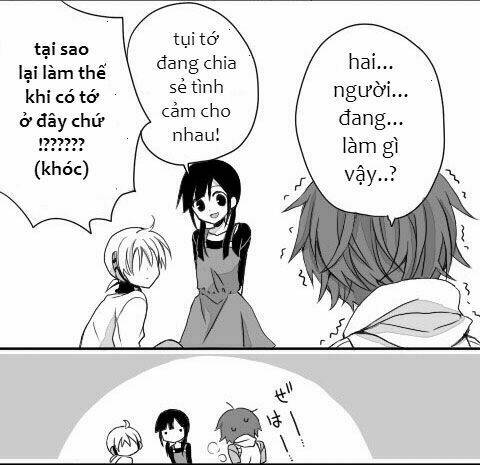 hai...
người...
đang...
làm gì
vậy..?
tụi tớ
đang chia
sẻ tình
cảm cho
nhau!
tại sao
lại làm thế
khi có tớ
ở đây chứ
!??????
(khóc)
ぜーはーー